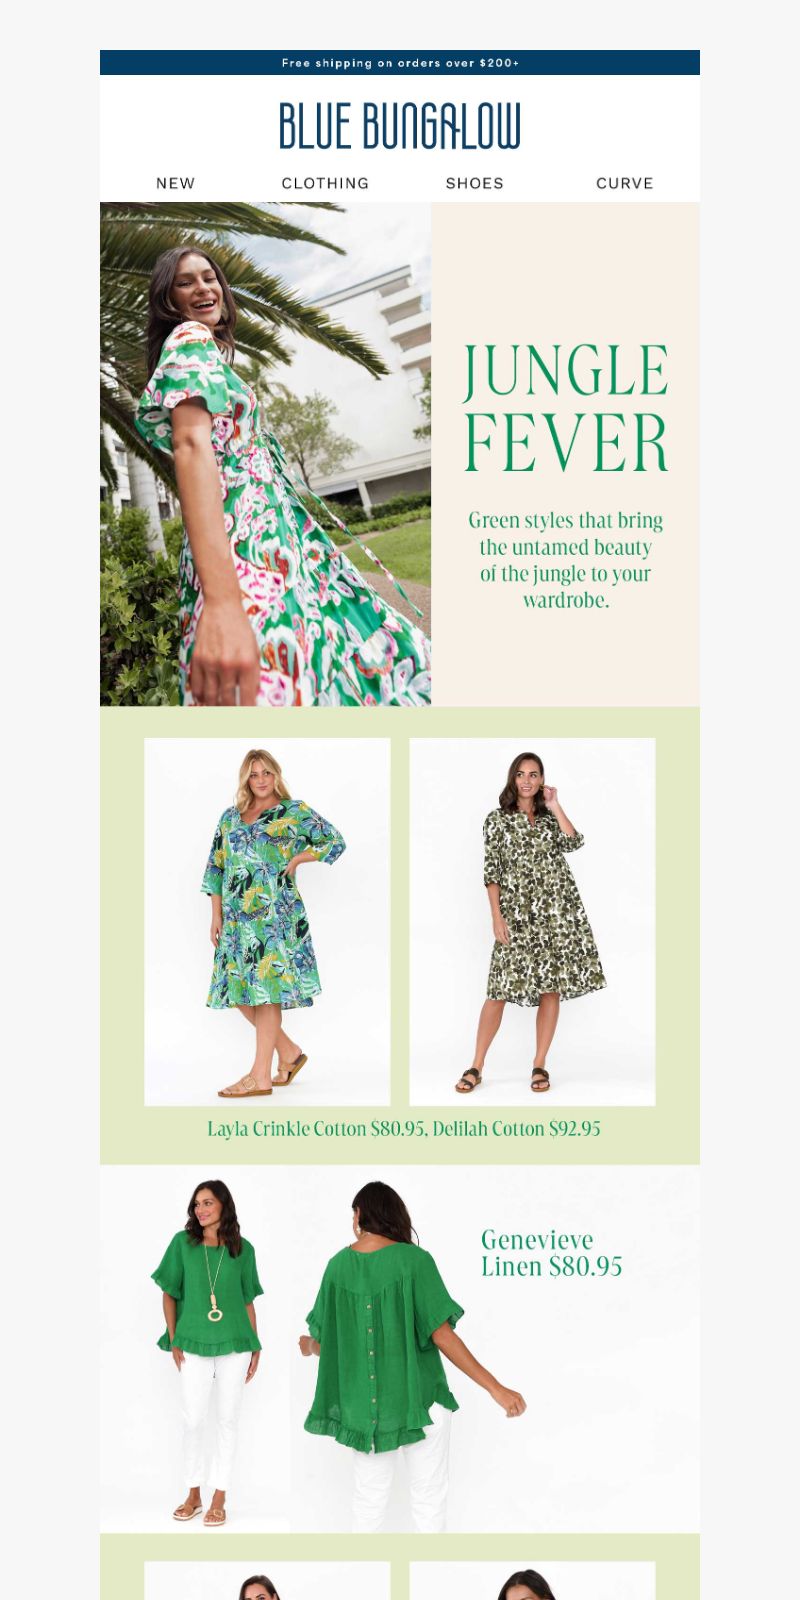 Free shipping on orders over $200+
BLUE BUNGALOW
NEW CLOTHING SHOES CURVE
JUNGLE
FEVER
Green styles that bring
the untamed beauty
of the jungle to your
wardrobe.
Layla Crinkle Cotton $80.95, Delilah Cotton $92.95
Genevieve
Linen $80.95